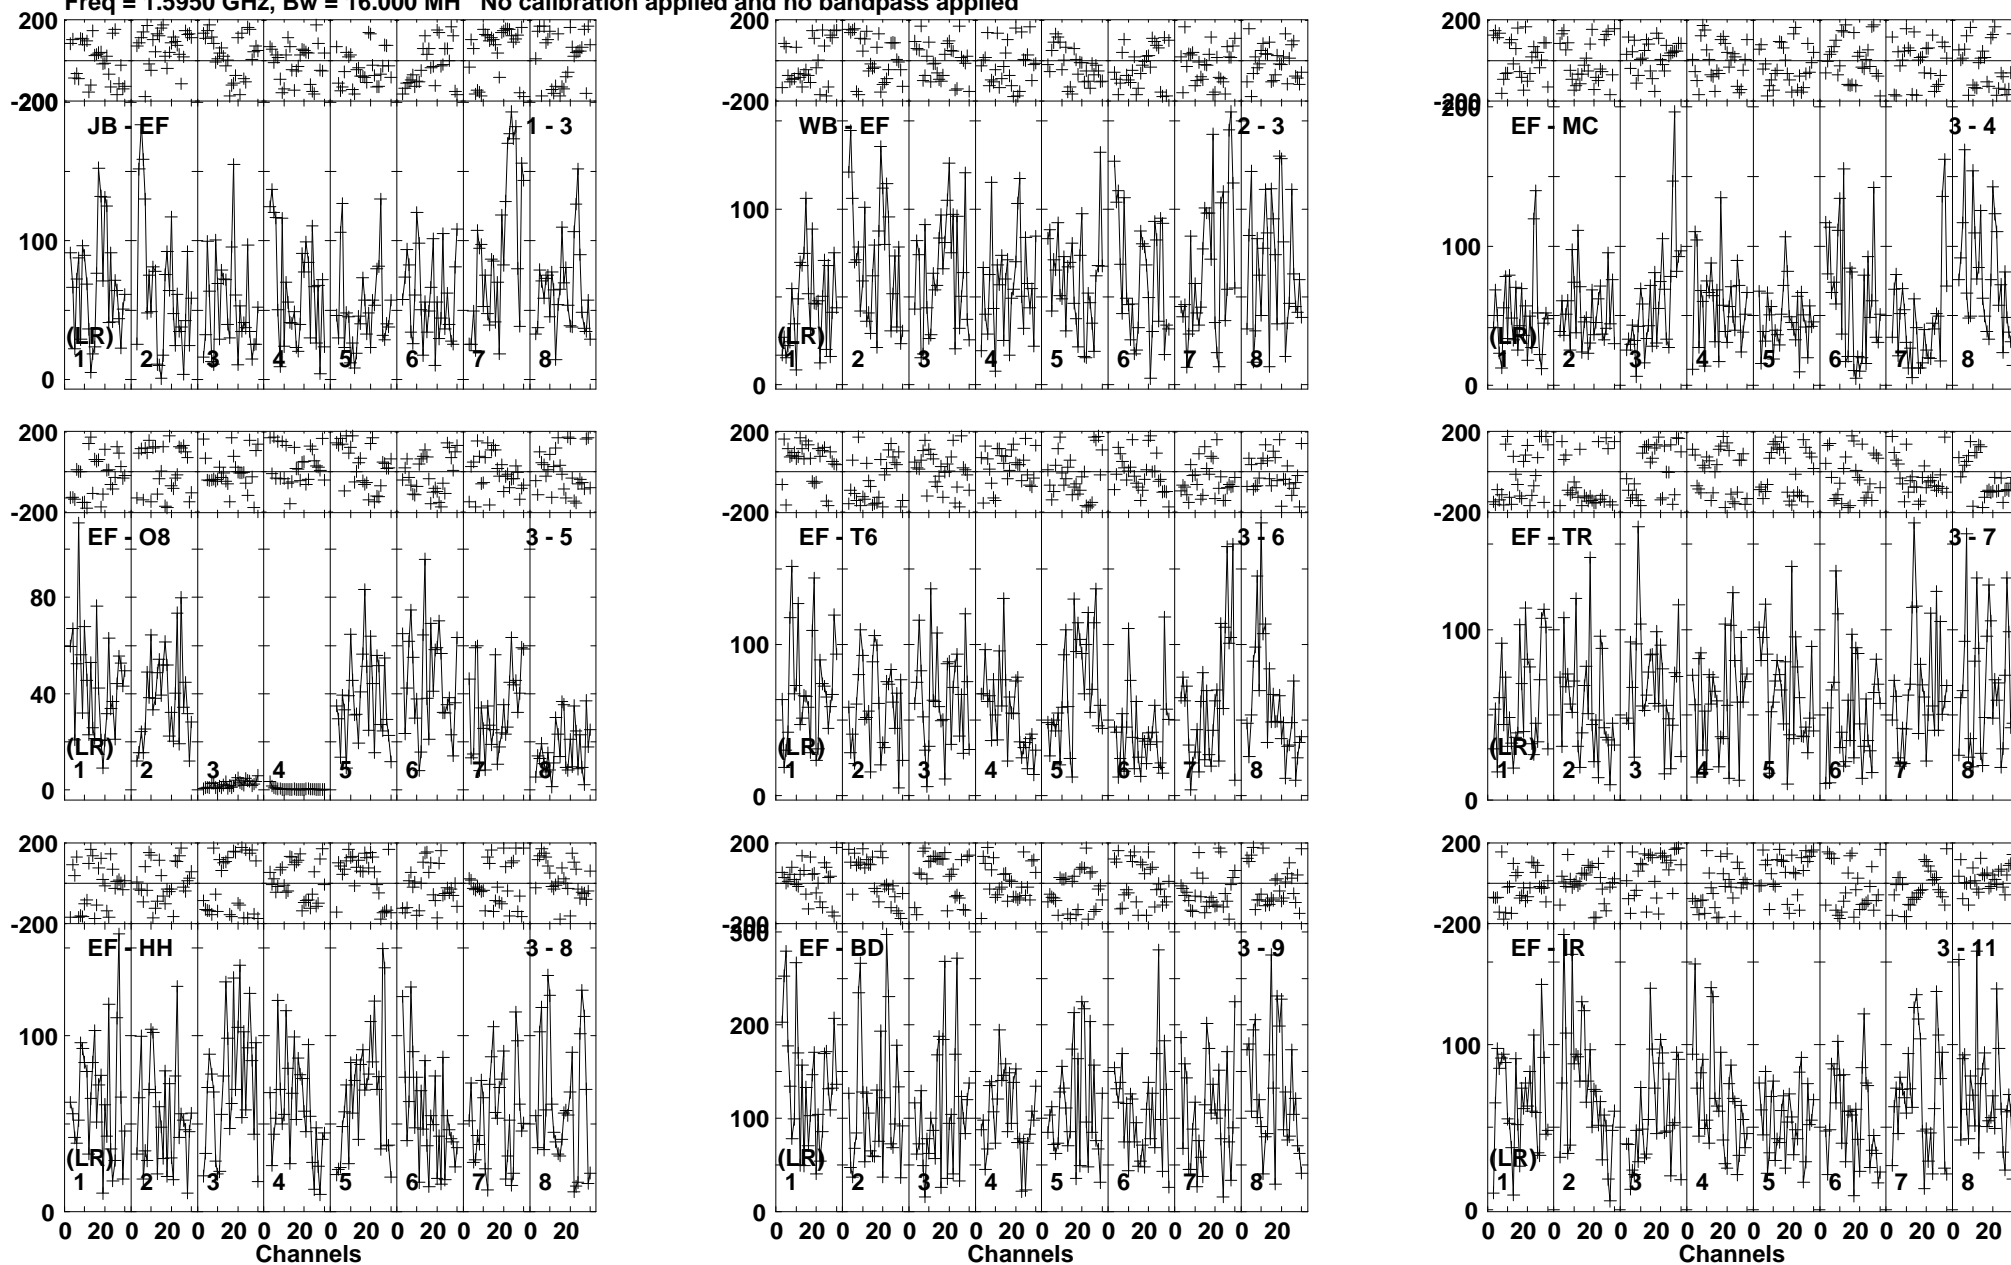 Freq = 1.5950 GHz, Bw = 16.000 MH No calibration applied and no bandpass applied
200 200 200
-200 -200 -200
200
JB - EF 1 - 3 WB - EF 2 - 3 EF - MC 3 - 4
100 100 100
(LR) (LR) (LR)
1 2 3 4 5 6 7 8 1 2 3 4 5 6 7 8 1 2 3 4 5 6 7 8
0 0 0
200 200 200
-200 -200 -200
EF - O8 3 - 5 EF - T6 3 - 6 EF - TR 3 - 7
80 100 100
40
(LR) (LR) (LR)
1 2 3 4 5 6 7 8 1 2 3 4 5 6 7 8 1 2 3 4 5 6 7 8
0 0 0
200 200 200
-200 -200 -200
300
EF - HH 3 - 8 EF - BD 3 - 9 EF - IR 3 - 11
100 200 100
100
(LR) (LR) (LR)
1 2 3 4 5 6 7 8 1 2 3 4 5 6 7 8 1 2 3 4 5 6 7 8
0 0 0
0 20 0 20 0 20 0 20 0 20 0 20 0 20 0 20 0 20 0 20 0 20 0 20 0 20 0 20 0 20 0 20 0 20 0 20 0 20 0 20 0 20 0 20 0 20 0 20
Channels Channels Channels